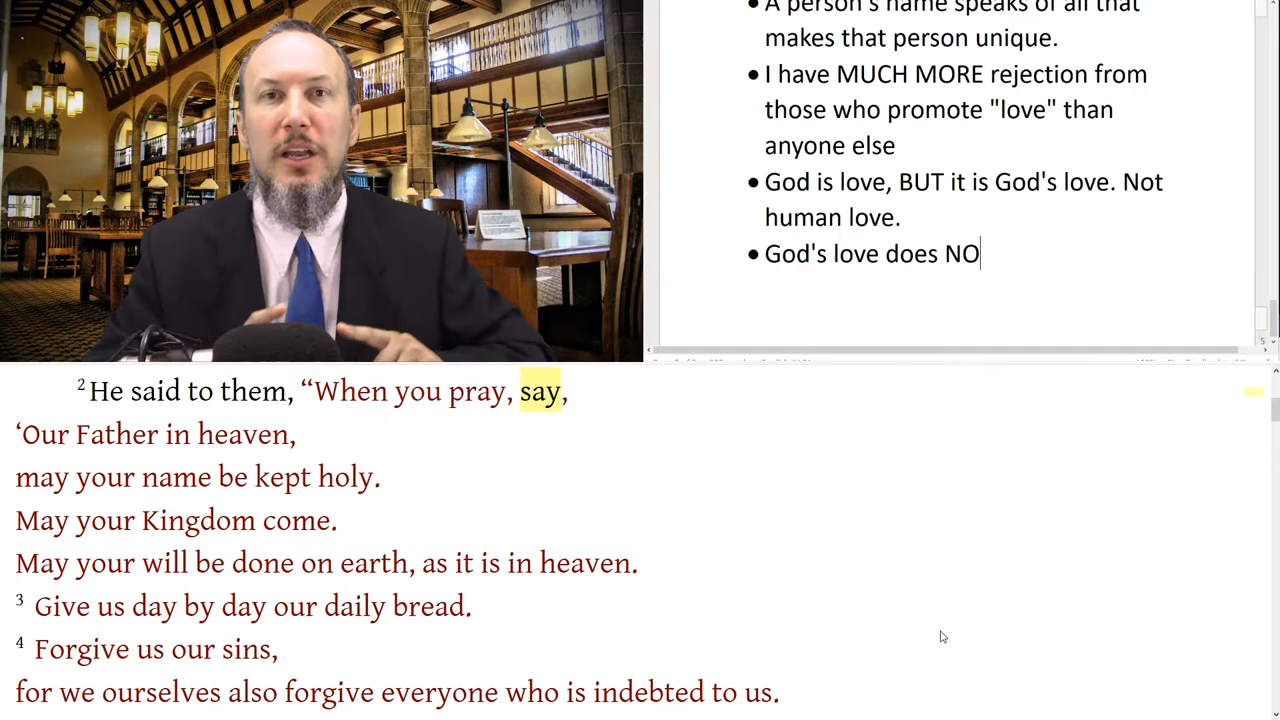 • A person's name speaks of all that
makes that person unique.
• I have MUCH MORE rejection from
those who promote "love" than
anyone else
• God is love, BUT it is God's love. Not
human love.
• God's love does NO
5
2 He said to them, “When you pray, say,
‘Our Father in heaven,
may your name be kept holy.
May your Kingdom come.
May your will be done on earth, as it is in heaven.
3 Give us day by day our daily bread.
4 Forgive us our sins,
for we ourselves also forgive everyone who is indebted to us.